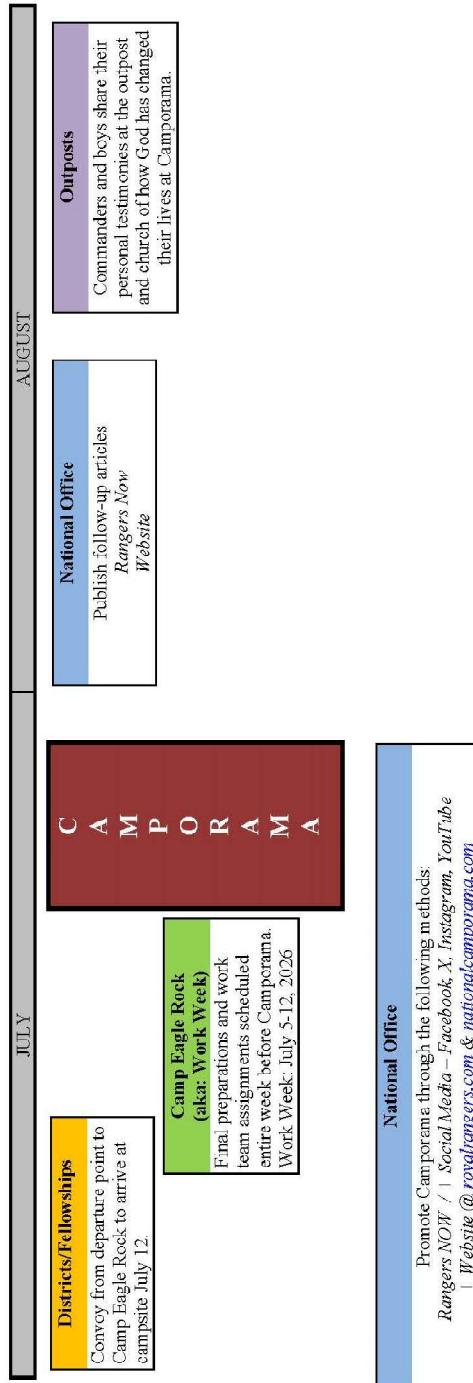 JULY
AUGUST
Districts/Fellowships
Convoy from departure point to
Camp Eagle Rock to arrive at
campsite July 12.
Camp Eagle Rock
(aka: Work Week)
Final preparations and work
team assignments scheduled
entire week before Camporama.
Work Week: July 5-12, 2026
C
A
M
P
O
R
A
M
A
National Office
Publish follow-up articles
Rangers Now
Website
Outposts
Commanders and boys share their
personal testimonies at the outpost
and church of how God has changed
their lives at Camporama.
National Office
Promote Camporama through the following methods:
Rangers NOW / | Social Media – Facebook, X, Instagram, YouTube
| Website @ royalrangers.com & nationalcamporama.com